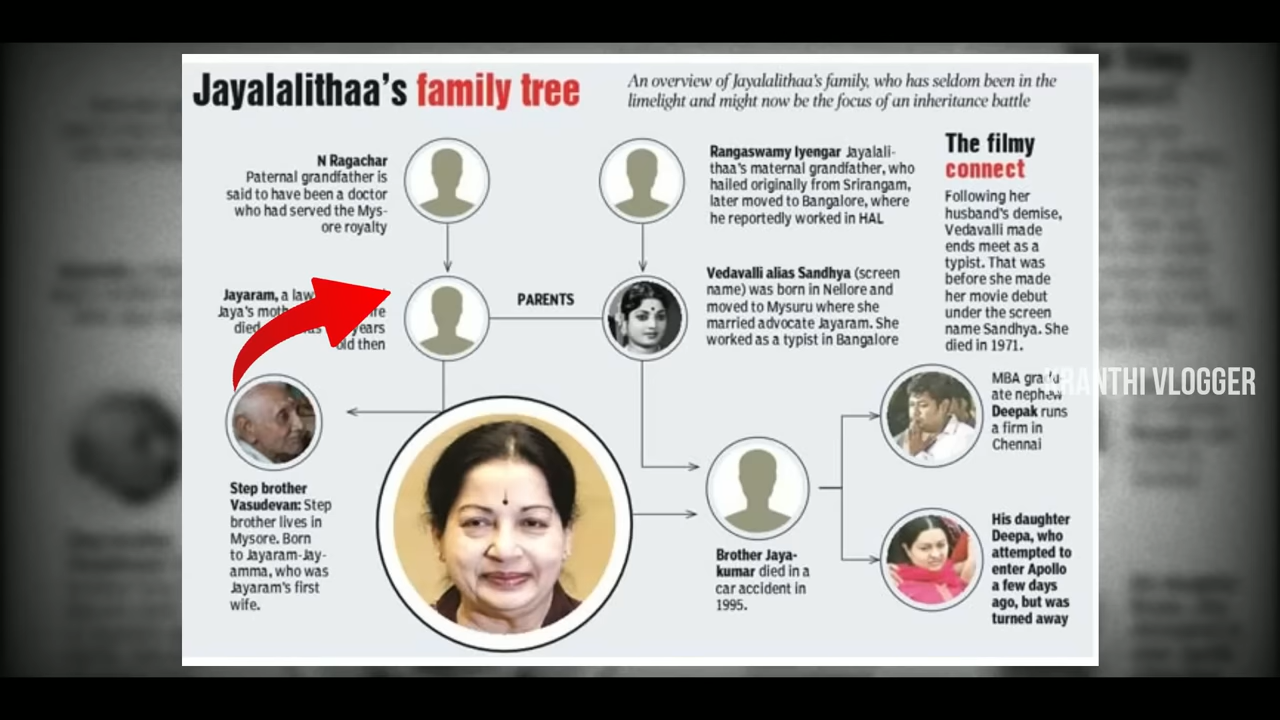 Jayalalithaa's family tree
An overview of Jayalalithaa's family, who has seldom been in the
limelight and might now be the focus of an inheritance battle
N Ragachar
Paternal grandfather is
said to have been a doctor
who had served the Mys-
ore royalty
Rangaswamy Iyengar Jayalali-
thaa's maternal grandfather, who
hailed originally from Srirangam,
later moved to Bangalore, where
he reportedly worked in HAL
The filmy
connect
Following her
husband's demise,
Vedavalli made
ends meet as a
typist. That was
before she made
her movie debut
under the screen
name Sandhya. She
died in 1971.
Jayaram, a
Jaya's
died years
old then
PARENTS
Vedavalli alias Sandhya (screen
name) was born in Nellore and
moved to Mysuru where she
married advocate Jayaram. She
worked as a typist in Bangalore
Step brother
Vasudevan: Step
brother lives in
Mysore. Born
to Jayaram-Jay-
amma, who was
Jayaram's first
wife.
Brother Jaya-
kumar died in a
car accident in
1995.
MBA gradu-
ate nephew
Deepak runs
a firm in
Chennai
KRANTHI VLOGGER
His daughter
Deepa, who
attempted to
enter Apollo
a few days
ago, but was
turned away